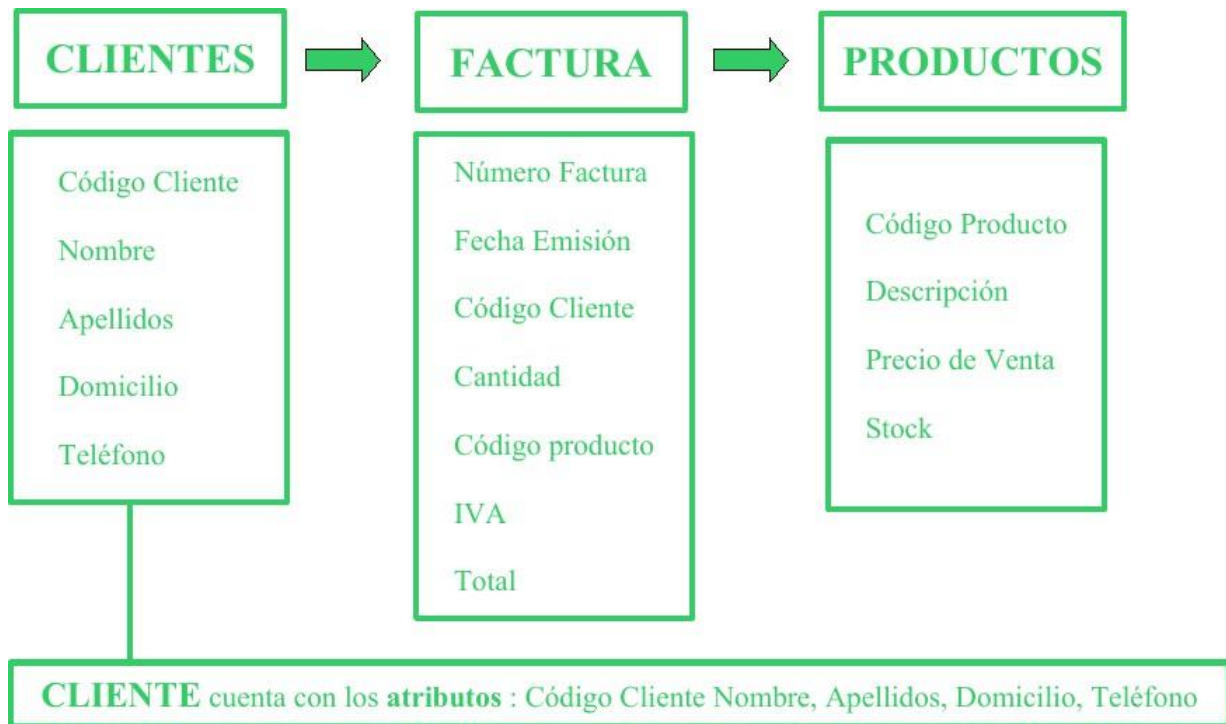 CLIENTES
FACTURA
PRODUCTOS
Código Cliente
Nombre
Apellidos
Domicilio
Teléfono
Número Factura
Fecha Emisión
Código Cliente
Cantidad
Código producto
IVA
Total
Código Producto
Descripción
Precio de Venta
Stock
CLIENTE cuenta con los atributos : Código Cliente Nombre, Apellidos, Domicilio, Teléfono